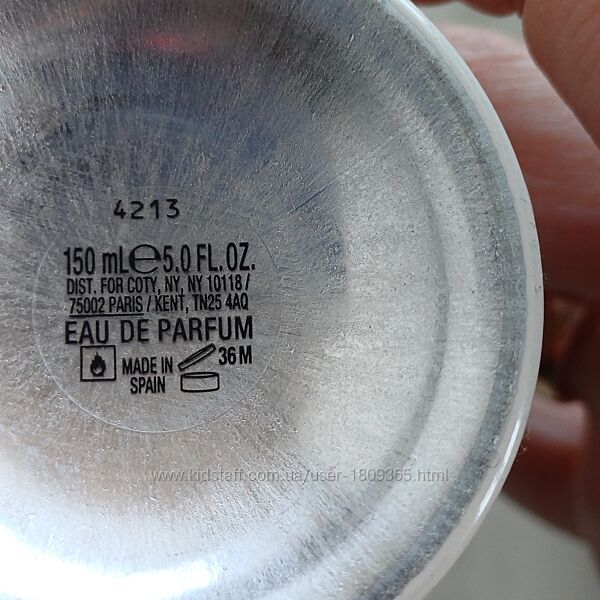 4213
150 mL℮5.0 FL. OZ.
DIST. FOR COTY, NY, NY 10118 /
75002 PARIS / KENT, TN25 4AQ
EAU DE PARFUM
MADE IN
SPAIN
36 M
www.kidstaff.com.ua/user-1809365.html